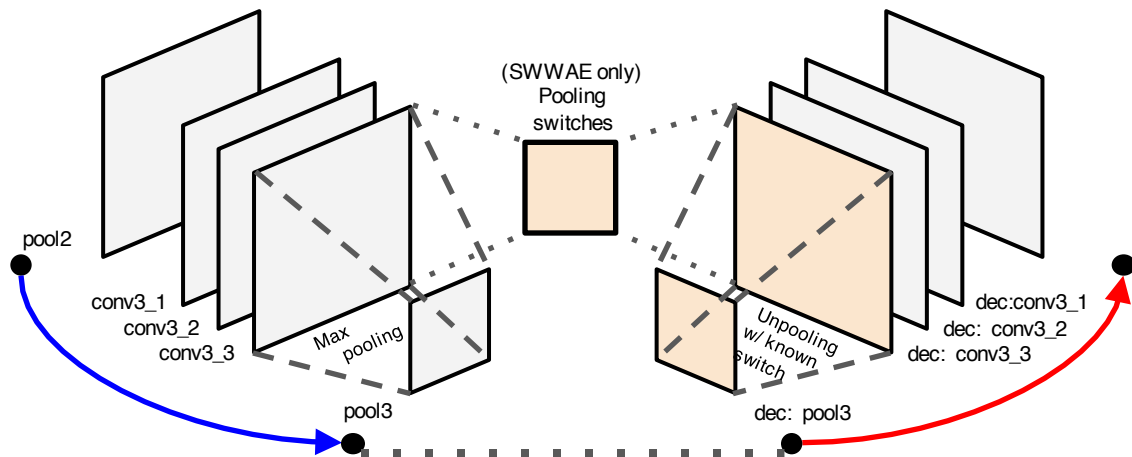 (SWWAE only)
Pooling
switches
pool2
conv3_1
conv3_2
conv3_3
Max
pooling
pool3
Unpooling
w/ known
switch
dec:conv3_1
dec: conv3_2
dec: conv3_3
dec: pool3